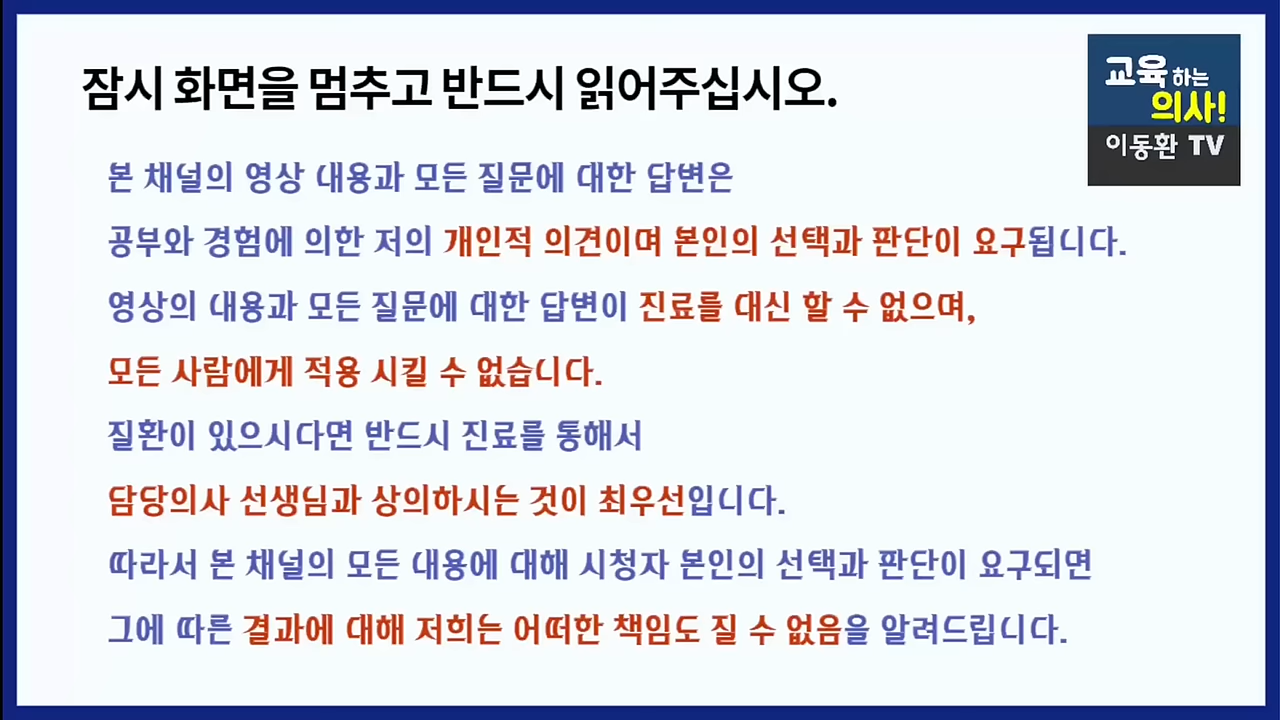 잠시 화면을 멈추고 반드시 읽어주십시오.
교육하는
의사!
이동환 TV
본 채널의 영상 내용과 모든 질문에 대한 답변은
공부와 경험에 의한 저의 개인적 의견이며 본인의 선택과 판단이 요구됩니다.
영상의 내용과 모든 질문에 대한 답변이 진료를 대신 할 수 없으며,
모든 사람에게 적용 시킬 수 없습니다.
질환이 있으시다면 반드시 진료를 통해서
담당의사 선생님과 상의하시는 것이 최우선입니다.
따라서 본 채널의 모든 내용에 대해 시청자 본인의 선택과 판단이 요구되면
그에 따른 결과에 대해 저희는 어떠한 책임도 질 수 없음을 알려드립니다.